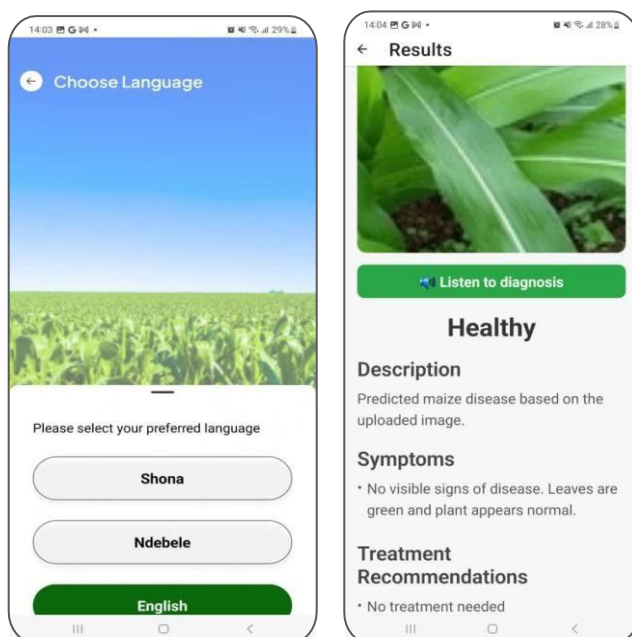 14:03
29%
Choose Language
Please select your preferred language
Shona
Ndebele
English
14:04
28%
Results
Listen to diagnosis
Healthy
Description
Predicted maize disease based on the
uploaded image.
Symptoms
• No visible signs of disease. Leaves are
green and plant appears normal.
Treatment
Recommendations
• No treatment needed